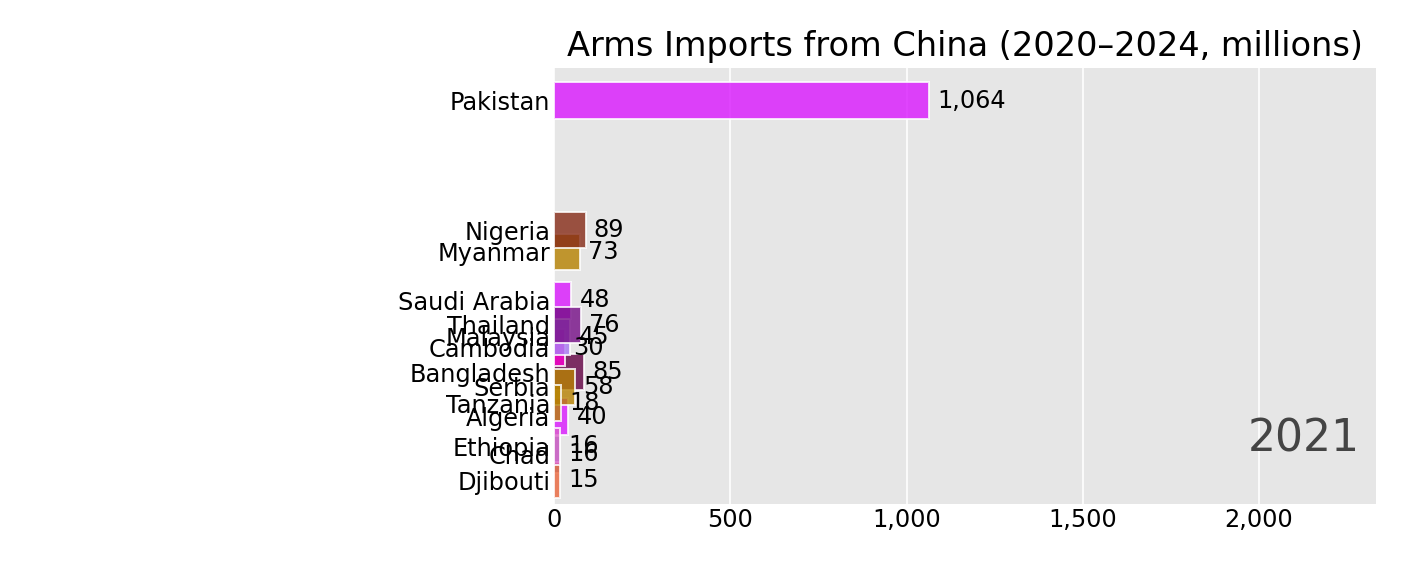 Arms Imports from China (2020–2024, millions)
Pakistan 1,064
Nigeria 89
Myanmar 73
Saudi Arabia 48
Thailand 76
Malaysia 45
Cambodia 30
Bangladesh 85
Serbia 58
Tanzania 18
Algeria 40
2021
Ethiopia 16
Chad 16
Djibouti 15
0 500 1,000 1,500 2,000